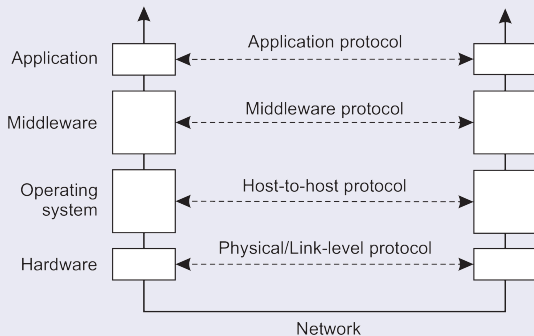 Application protocol
Application
Middleware protocol
Middleware
Host-to-host protocol
Operating
system
Physical/Link-level protocol
Hardware
Network